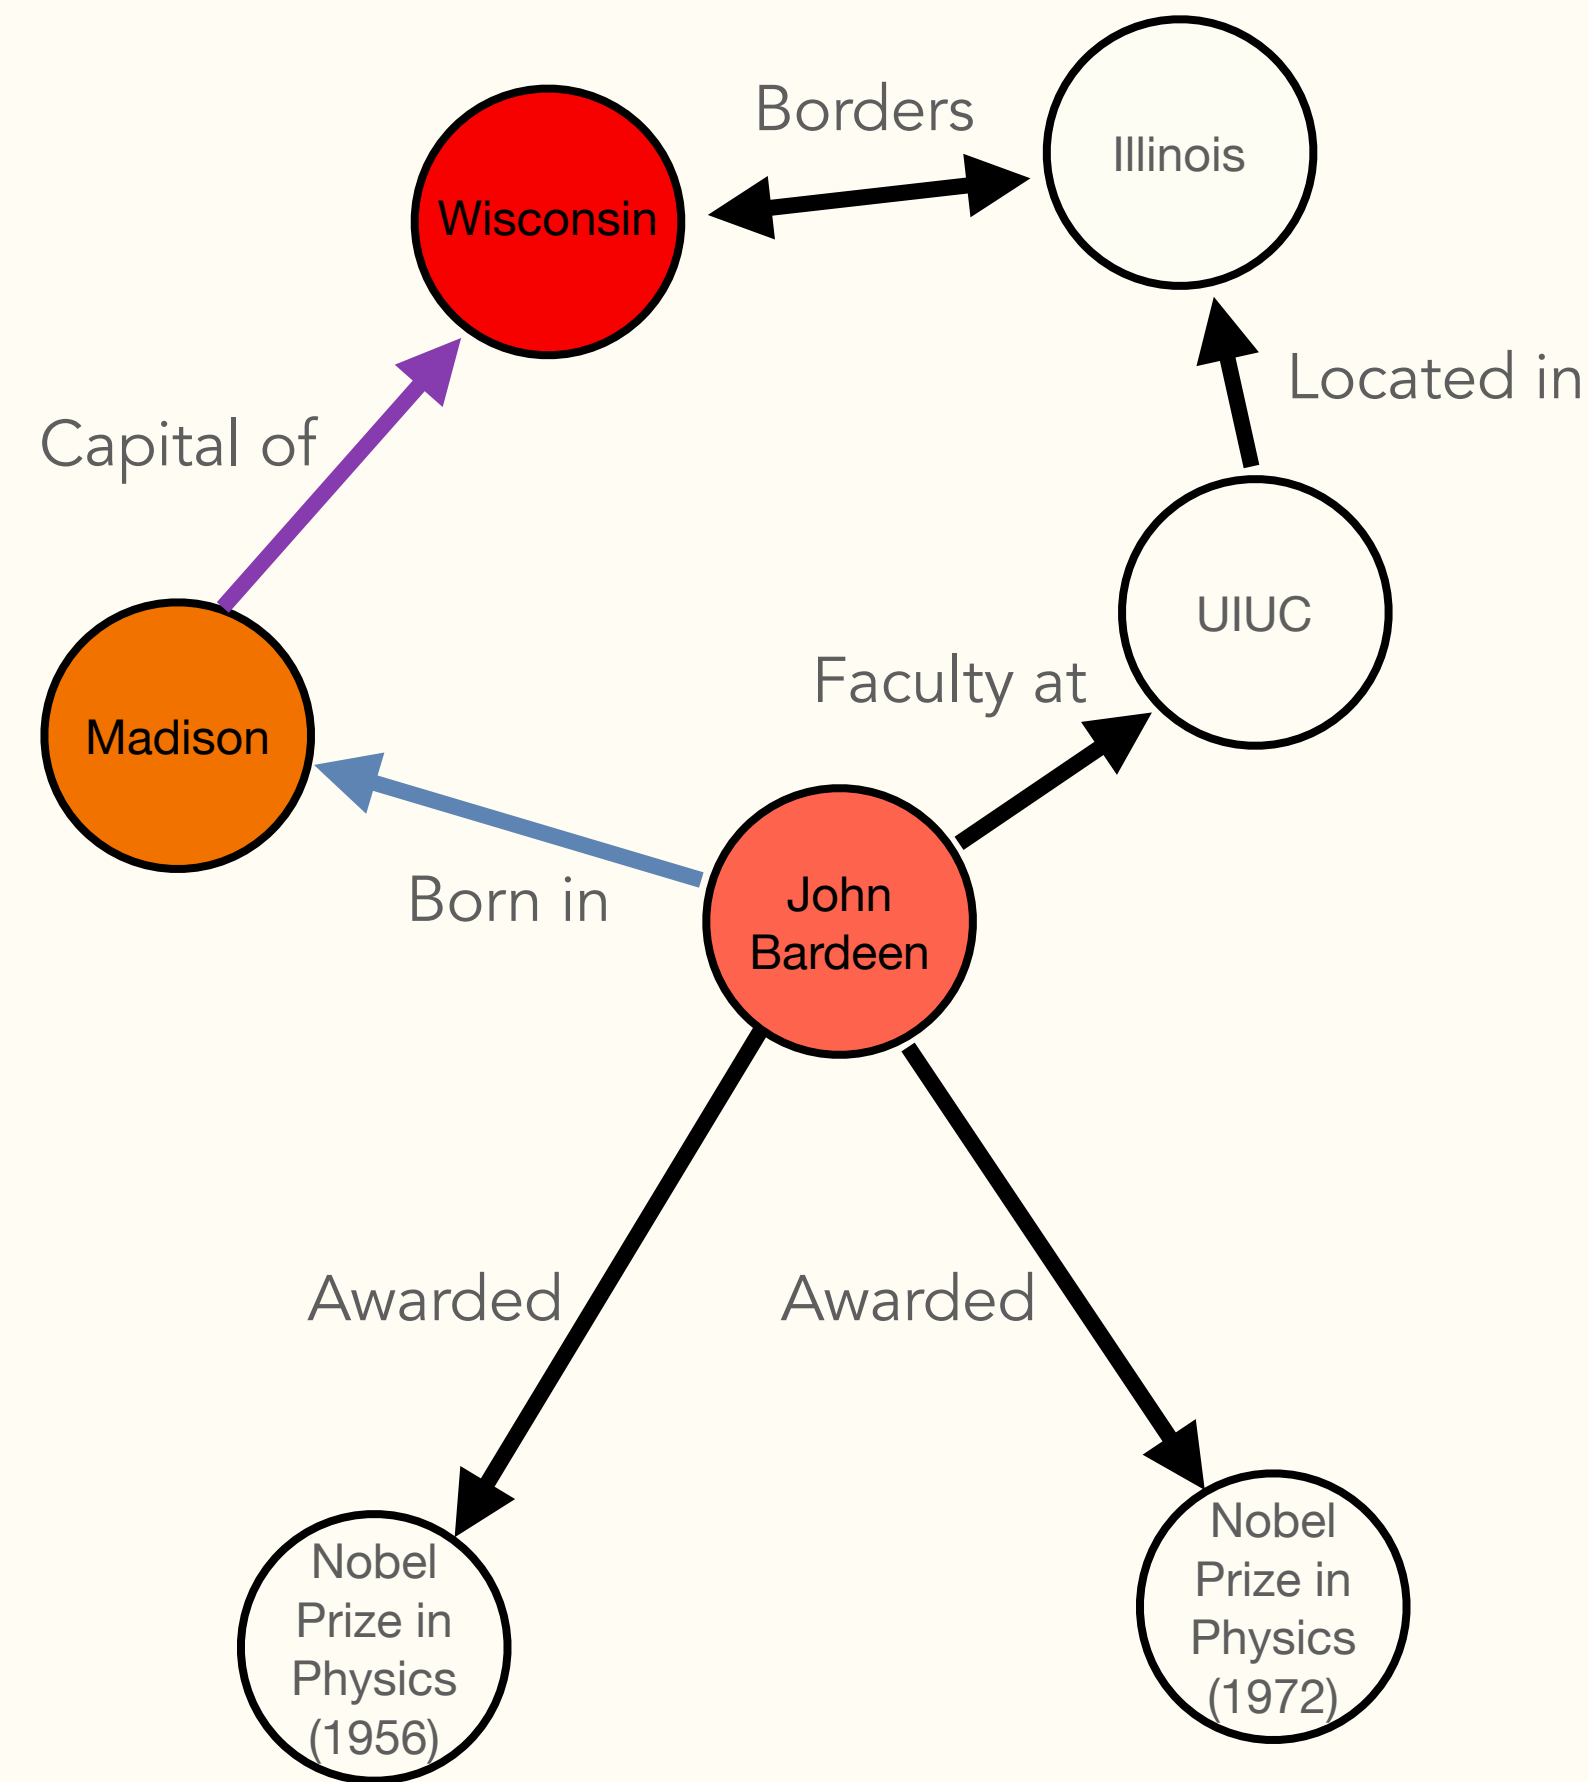 Borders
Illinois
Wisconsin
Located in
Capital of
UIUC
Faculty at
Madison
Born in
John
Bardeen
Awarded
Awarded
Nobel
Prize in
Physics
(1956)
Nobel
Prize in
Physics
(1972)